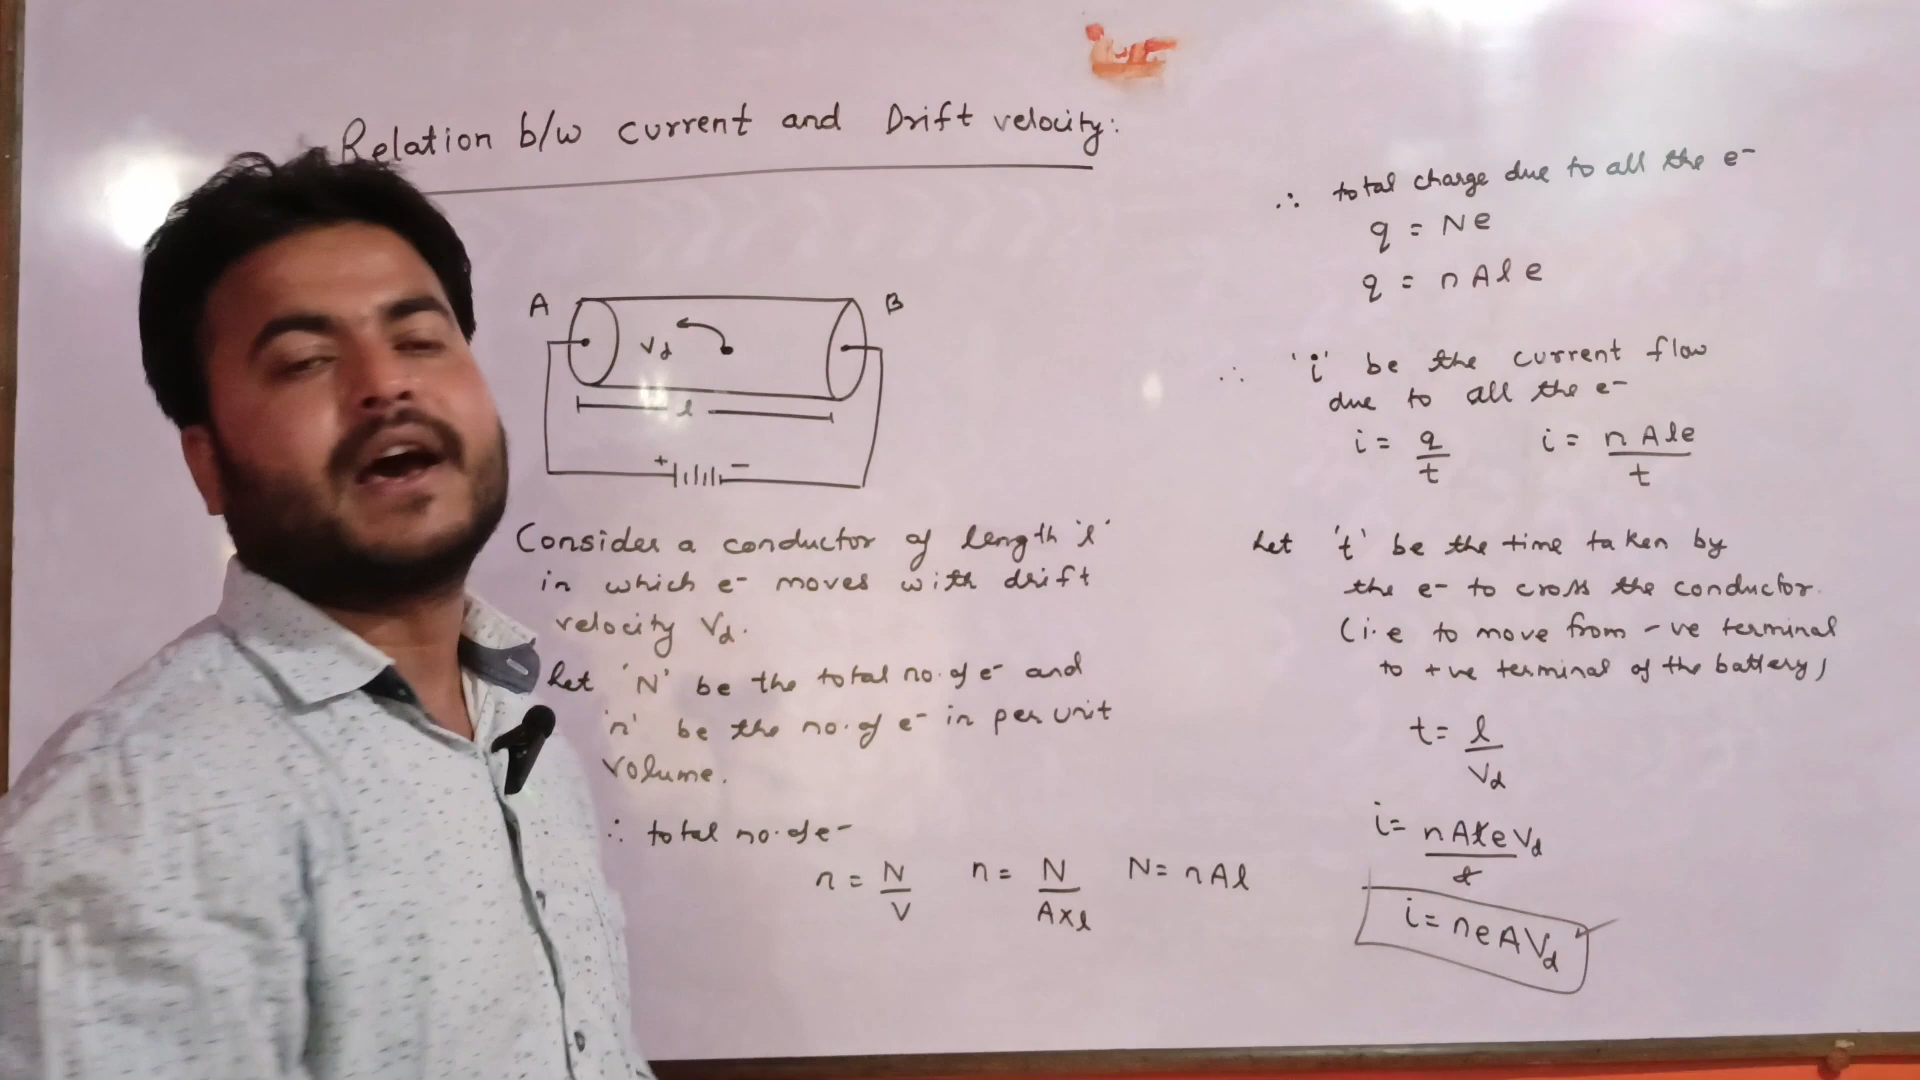 Relation b/w current and Drift velocity:
A
B
Vd
l
+
−
Consider a conductor of length 'l'
in which e- moves with drift
velocity Vd.
Let 'N' be the total no. of e- and
'n' be the no. of e- in per unit
volume.
∴ total no. of e-
n = N/V n = N/A×l N = nAl
∴ total charge due to all the e-
q = Ne
q = nAle
∴ 'i' be the current flow
due to all the e-
i = q/t i = nAle/t
Let 't' be the time taken by
the e- to cross the conductor.
(i.e to move from -ve terminal
to +ve terminal of the battery)
t = l/Vd
i = nAleVd/l
i = neAVd